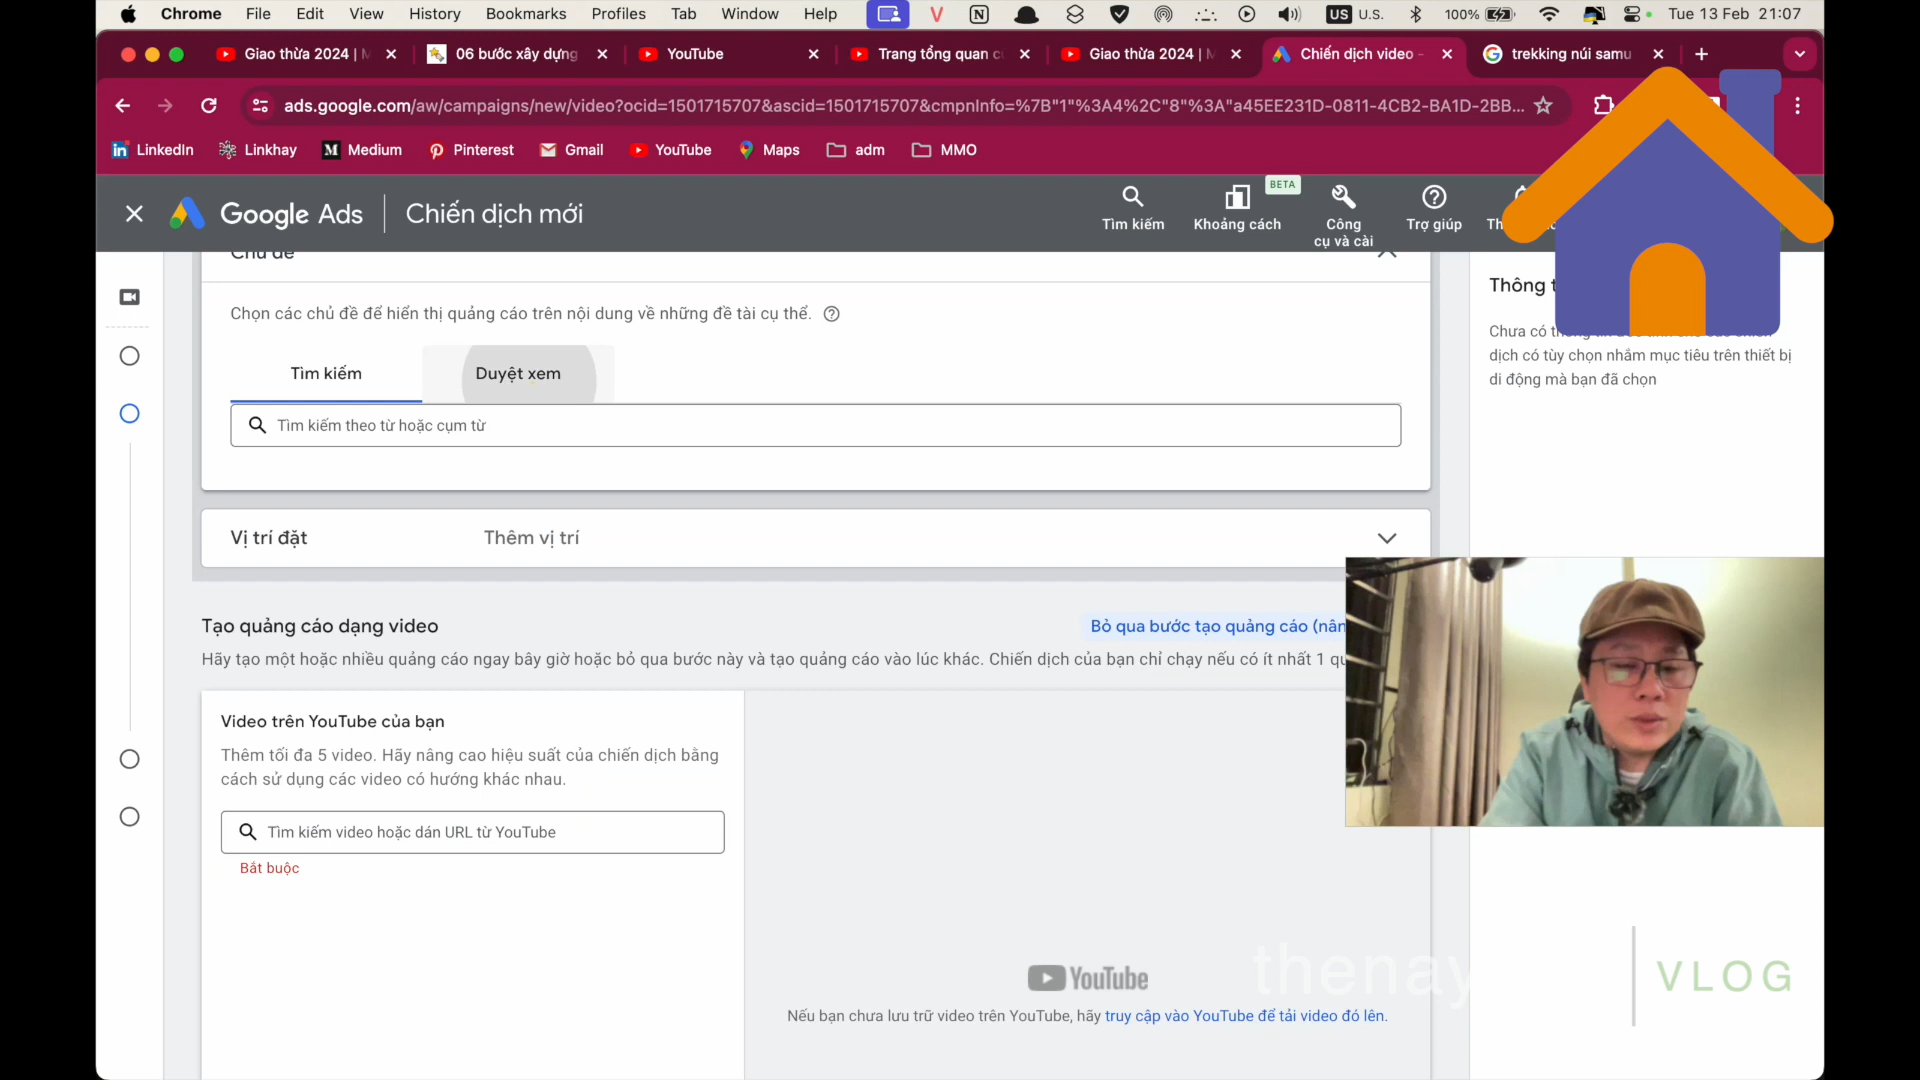 Chrome File Edit View History Bookmarks Profiles Tab Window Help V N US U.S. 100% Tue 13 Feb 21:07
Giao thừa 2024 | 06 bước xây dựng YouTube Trang tổng quan Giao thừa 2024 | Chiến dịch video - trekking núi samu
ads.google.com/aw/campaigns/new/video?ocid=1501715707&ascid=1501715707&cmpnInfo=%7B"1"%3A4%2C"8"%3A"a45EE231D-0811-4CB2-BA1D-2BB...
LinkedIn Linkhay Medium Pinterest Gmail YouTube Maps adm MMO
Google Ads Chiến dịch mới
Tìm kiếm
Khoảng cách
BETA
Công
cụ và cài
Trợ giúp
Chủ đề
Chọn các chủ đề để hiển thị quảng cáo trên nội dung về những đề tài cụ thể.
Tìm kiếm Duyệt xem
Tìm kiếm theo từ hoặc cụm từ
Vị trí đặt Thêm vị trí
Tạo quảng cáo dạng video
Bỏ qua bước tạo quảng cáo (nân
Hãy tạo một hoặc nhiều quảng cáo ngay bây giờ hoặc bỏ qua bước này và tạo quảng cáo vào lúc khác. Chiến dịch của bạn chỉ chạy nếu có ít nhất 1 qu
Video trên YouTube của bạn
Thêm tối đa 5 video. Hãy nâng cao hiệu suất của chiến dịch bằng
cách sử dụng các video có hướng khác nhau.
Tìm kiếm video hoặc dán URL từ YouTube
Bắt buộc
YouTube
Nếu bạn chưa lưu trữ video trên YouTube, hãy truy cập vào YouTube để tải video đó lên.
Thông
Chưa có
dịch có tùy chọn nhắm mục tiêu trên thiết bị
di động mà bạn đã chọn
thenay
VLOG